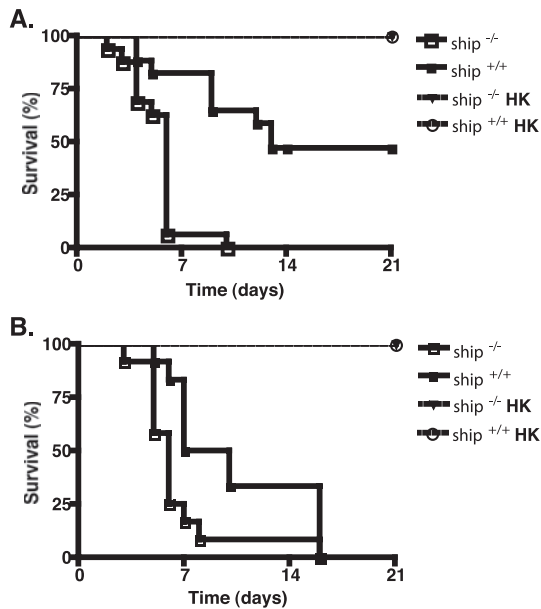 A.
100
75
50
25
0
Survival (%)
0 7 14 21
Time (days)
ship -/-
ship +/+
ship -/- HK
ship +/+ HK
B.
100
75
50
25
0
Survival (%)
0 7 14 21
Time (days)
ship -/-
ship +/+
ship -/- HK
ship +/+ HK